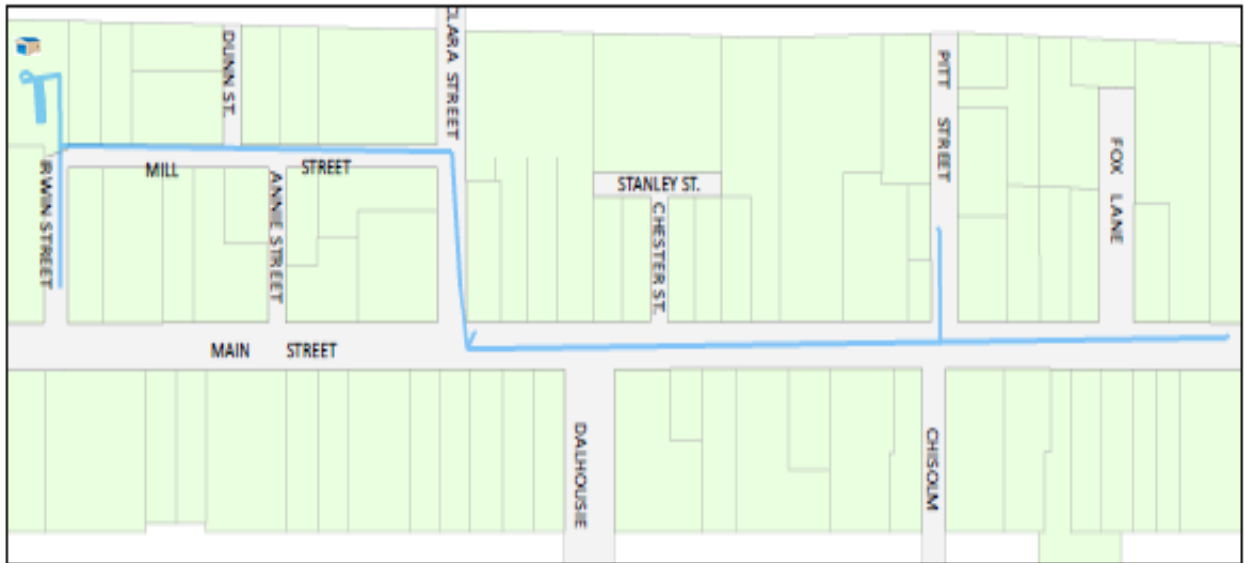 DUNN ST.
CLARA STREET
PITT STREET
FOX LANE
MILL STREET
IRWIN STREET
ANNIE STREET
STANLEY ST.
CHESTER ST.
MAIN STREET
DALHOUSIE
CHISOLM